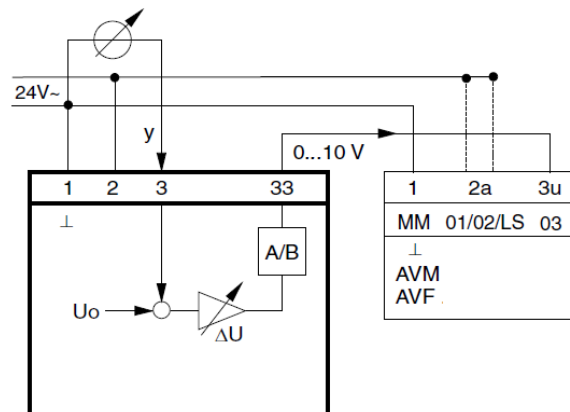 24V~
y
0...10 V
1 2 3 33
1 2a 3u
⊥
MM 01/02/LS 03
A/B
⊥
AVM
AVF
Uo
ΔU